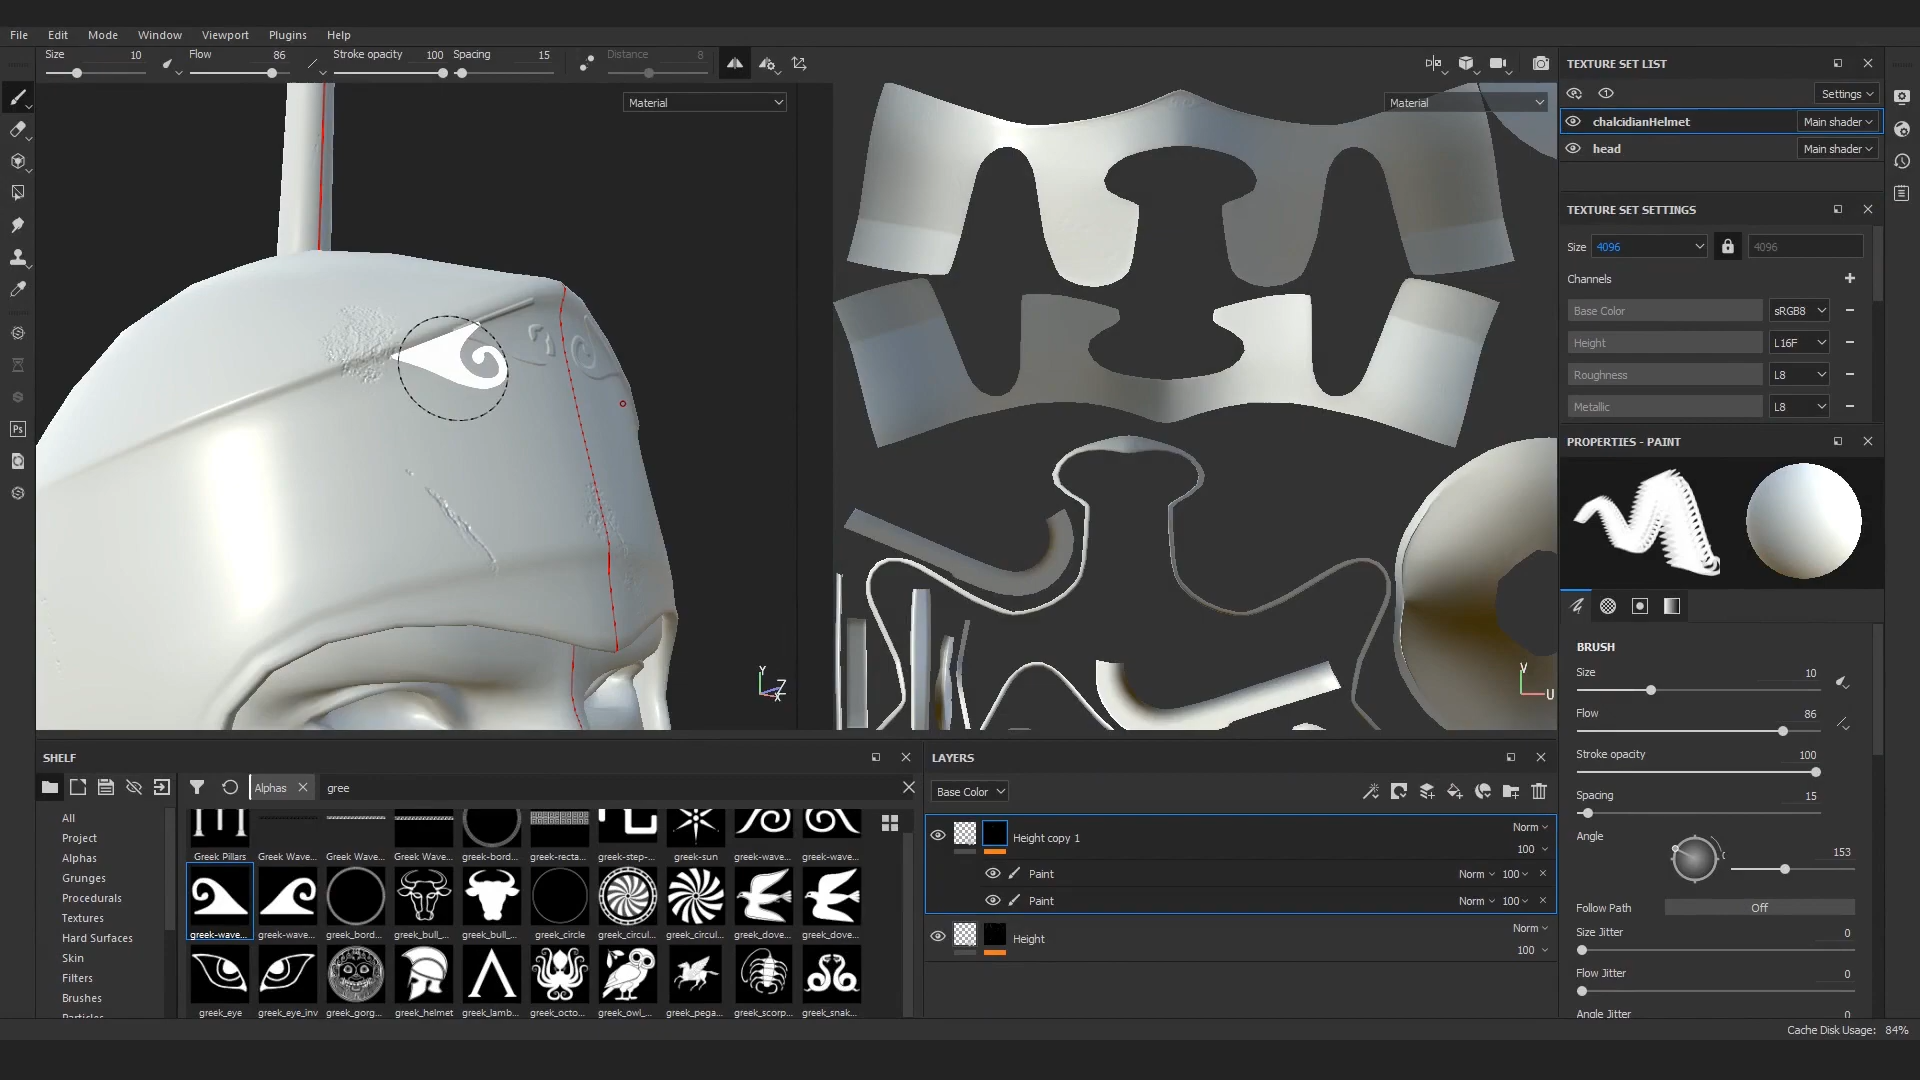 File Edit Mode Window Viewport Plugins Help
Size 10 Flow 86 Stroke opacity 100 Spacing 15 Distance 8
Material
Material
Y
Z
X
V
U
TEXTURE SET LIST
Settings
chalcidianHelmet Main shader
head Main shader
TEXTURE SET SETTINGS
Size 4096 4096
Channels
Base Color sRGB8
Height L16F
Roughness L8
Metallic L8
PROPERTIES - PAINT
BRUSH
Size 10
Flow 86
Stroke opacity 100
Spacing 15
Angle
153
Follow Path Off
Size Jitter 0
Flow Jitter 0
Angle Jitter 0
Ps
SHELF
Alphas gree
All
Project
Alphas
Grunges
Procedurals
Textures
Hard Surfaces
Skin
Filters
Brushes
Particles
Greek Pillars Greek Wave... Greek Wave... Greek Wave... greek-bord... greek-recta... greek-step-... greek-sun greek-wave... greek-wave...
greek-wave... greek-wave... greek_bord... greek_bull_... greek_bull_... greek_circle greek_circul... greek_circul... greek_dove... greek_dove...
greek_eye greek_eye_inv greek_gorg... greek_helmet greek_lamb... greek_octo... greek_owl_... greek_pega... greek_scorp... greek_snak...
LAYERS
Base Color
Height copy 1 Norm
100
Paint Norm 100
Paint Norm 100
Height Norm
100
Cache Disk Usage: 84%